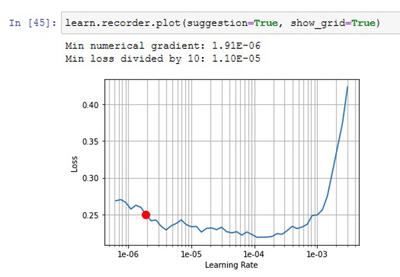 In [45]: learn.recorder.plot(suggestion=True, show_grid=True)
Min numerical gradient: 1.91E-06
Min loss divided by 10: 1.10E-05
0.40
0.35
0.30
0.25
Loss
1e-06 1e-05 1e-04 1e-03
Learning Rate